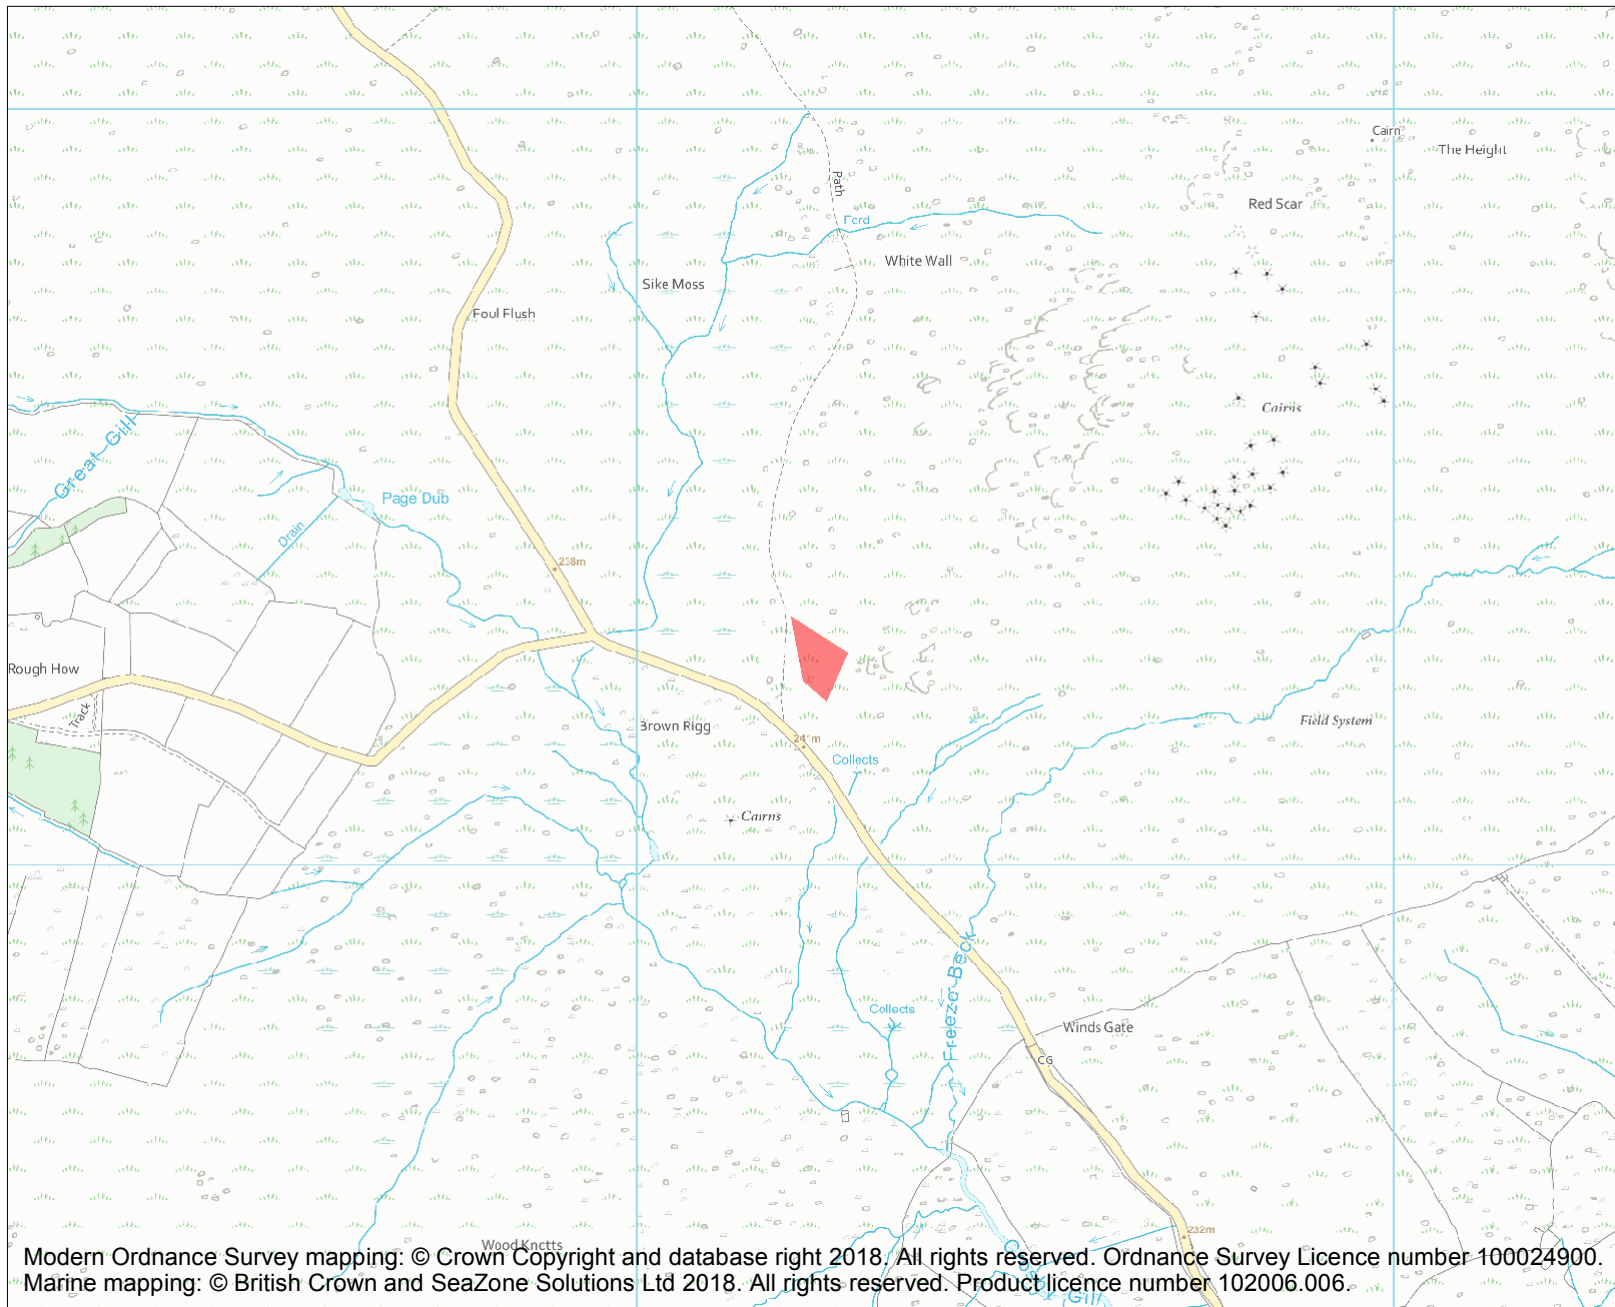 Cairn
The Height
Path
Red Scar
Ford
White Wall
Sike Moss
Foul Flush
Cairns
Great Gill
Page Dub
Drain
238m
Rough How
Track
Brown Rigg
Field System
241m
Collects
Cairns
Freeze Beck
Collects
Winds Gate
CG
232m
Wood Knotts
Modern Ordnance Survey mapping: © Crown Copyright and database right 2018. All rights reserved. Ordnance Survey Licence number 100024900.
Marine mapping: © British Crown and SeaZone Solutions Ltd 2018. All rights reserved. Product licence number 102006.006.
Gill